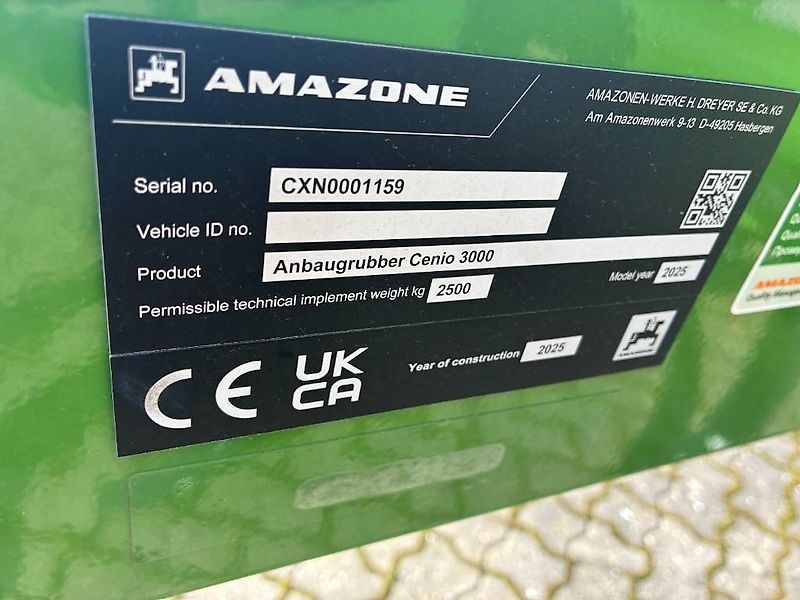 AMAZONE
AMAZONEN-WERKE H. DREYER SE & Co. KG
Am Amazonenwerk 9-13 D-49205 Hasbergen
Serial no. CXN0001159
Vehicle ID no.
Product Anbaugrubber Cenio 3000
Model year 2025
Permissible technical implement weight kg 2500
CE UK
CA
Year of construction 2025